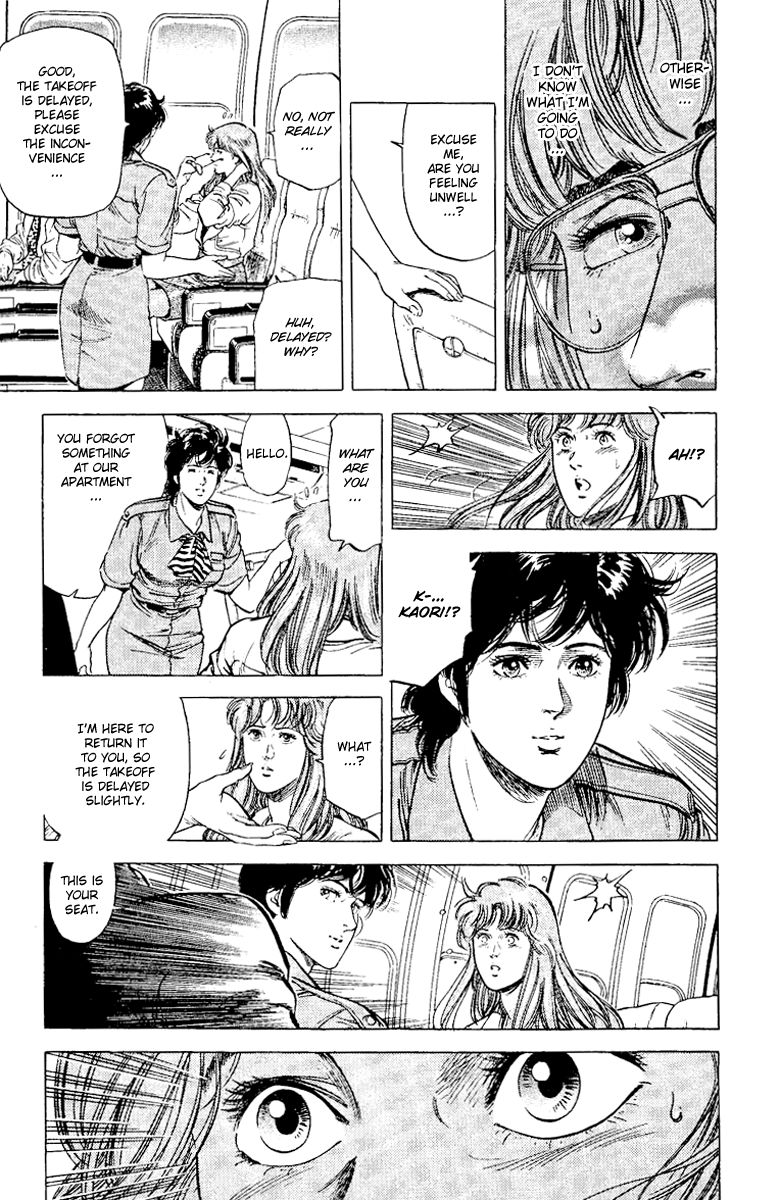 OTHER-
WISE
...
I DON'T
KNOW
WHAT I'M
GOING
TO DO
...
EXCUSE
ME,
ARE YOU
FEELING
UNWELL
...?
NO, NOT
REALLY
...
GOOD,
THE TAKEOFF
IS DELAYED,
PLEASE
EXCUSE
THE INCON-
VENIENCE
...
HUH,
DELAYED?
WHY?
AH!?
K-...
KAORI!?
WHAT
ARE
YOU
...
HELLO.
YOU FORGOT
SOMETHING
AT OUR
APARTMENT
...
WHAT
...?
I'M HERE TO
RETURN IT
TO YOU, SO
THE TAKEOFF
IS DELAYED
SLIGHTLY.
THIS IS
YOUR
SEAT.